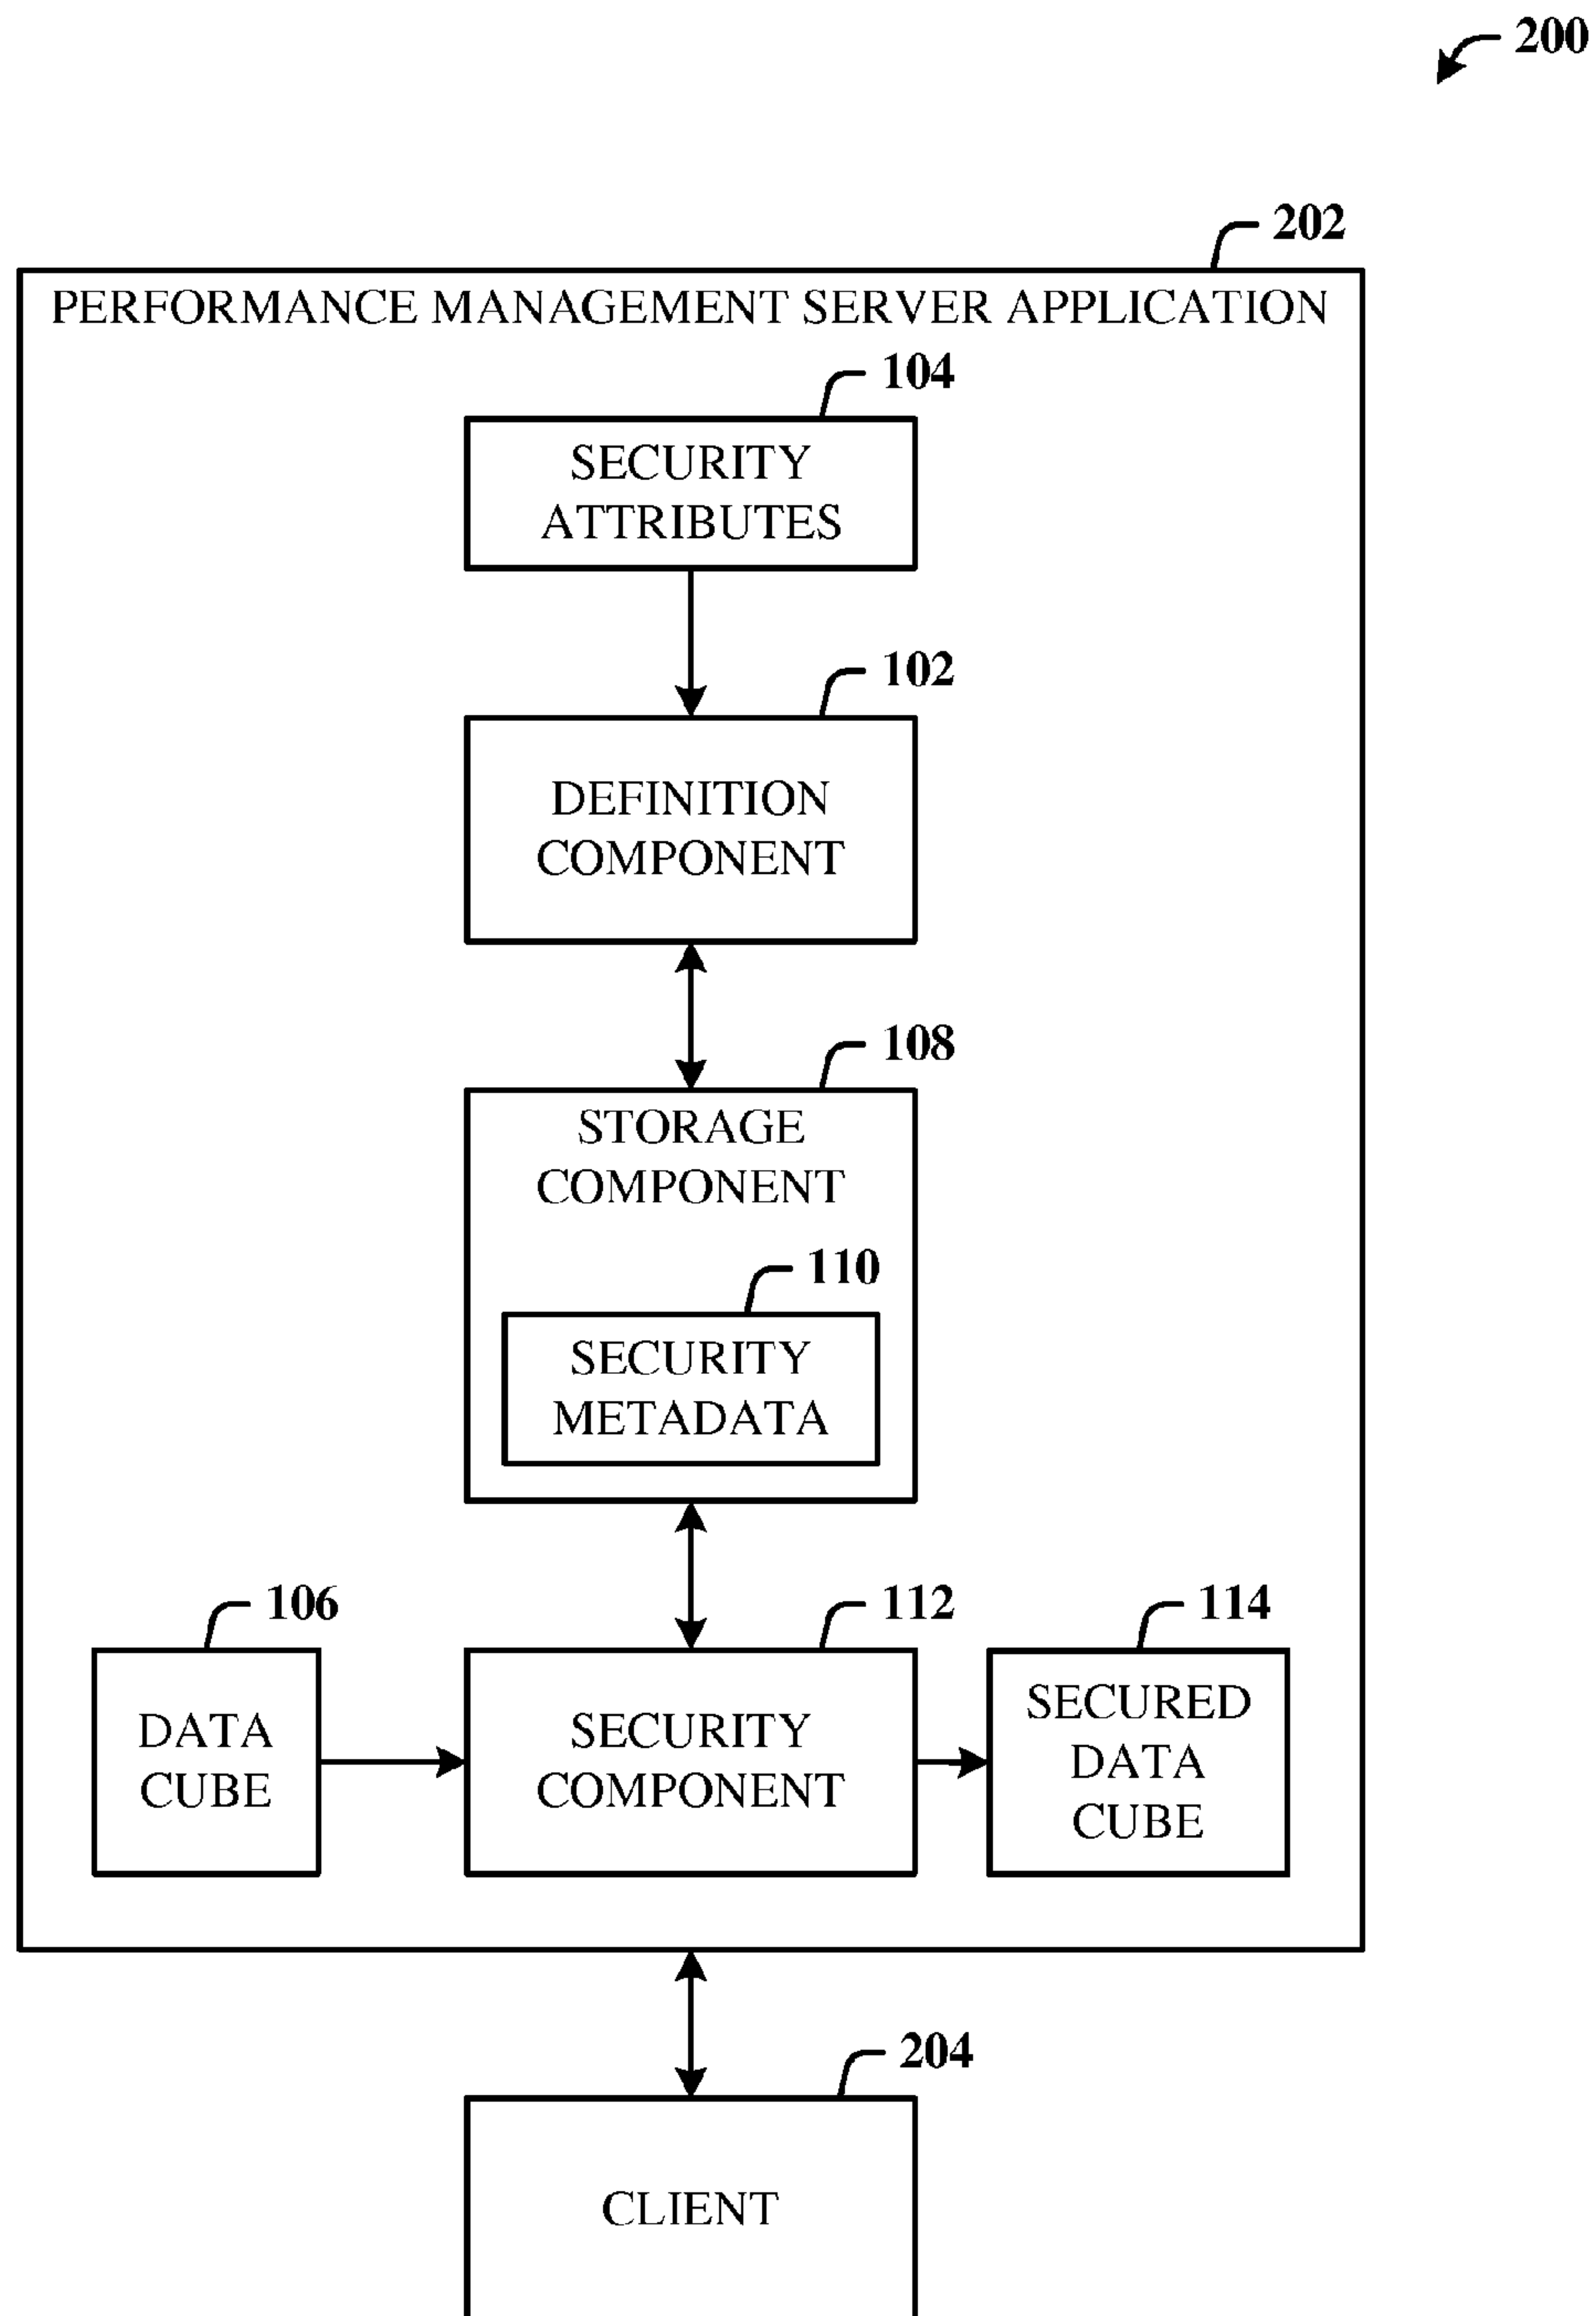 200
202
PERFORMANCE MANAGEMENT SERVER APPLICATION
104
SECURITY
ATTRIBUTES
102
DEFINITION
COMPONENT
108
STORAGE
COMPONENT
110
SECURITY
METADATA
106
DATA
CUBE
112
SECURITY
COMPONENT
114
SECURED
DATA
CUBE
204
CLIENT